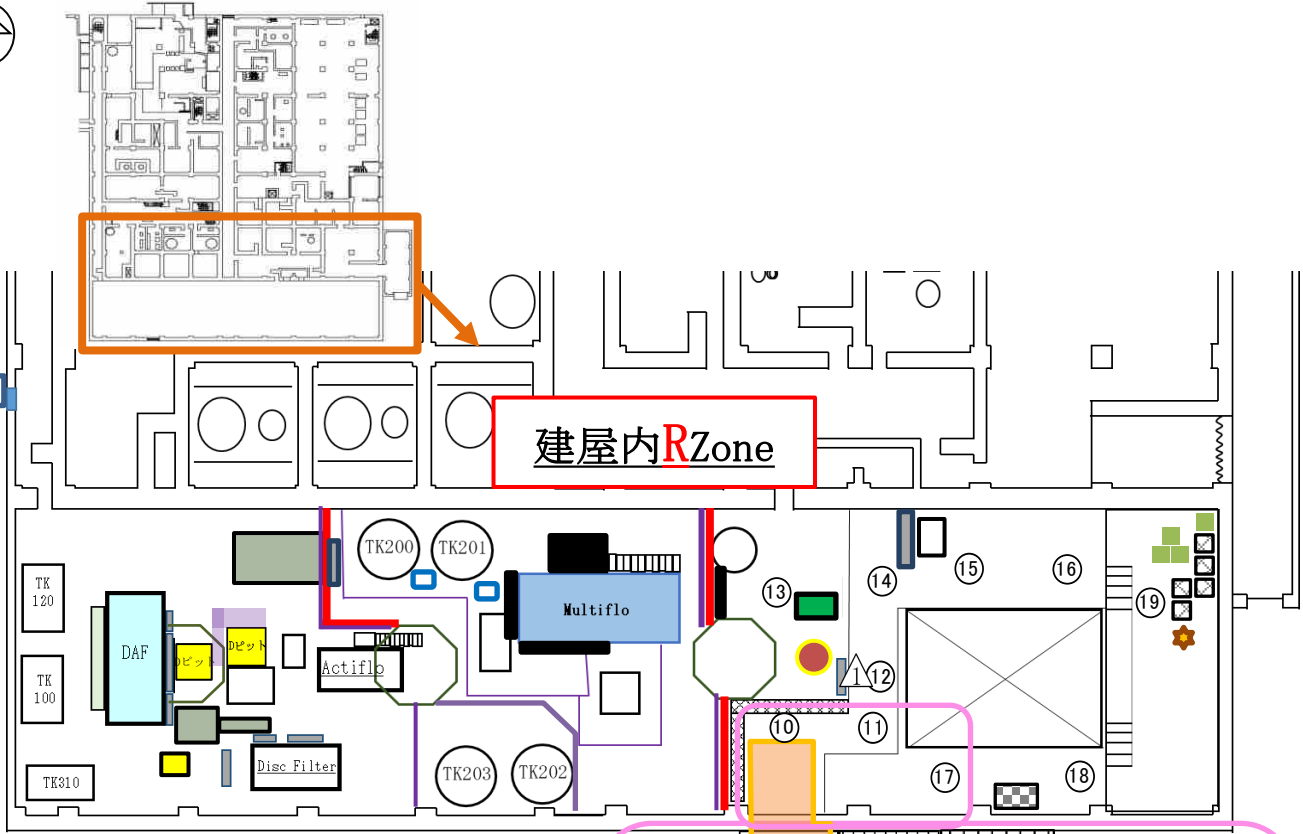 建屋内RZone
TK200
TK201
TK
120
DAF
Dピット
Dピット
Multiflo
Actiflo
TK
100
TK310
Disc Filter
TK203
TK202
⑬
⑭
⑮
⑯
⑲
1
⑫
⑩
⑪
⑰
⑱